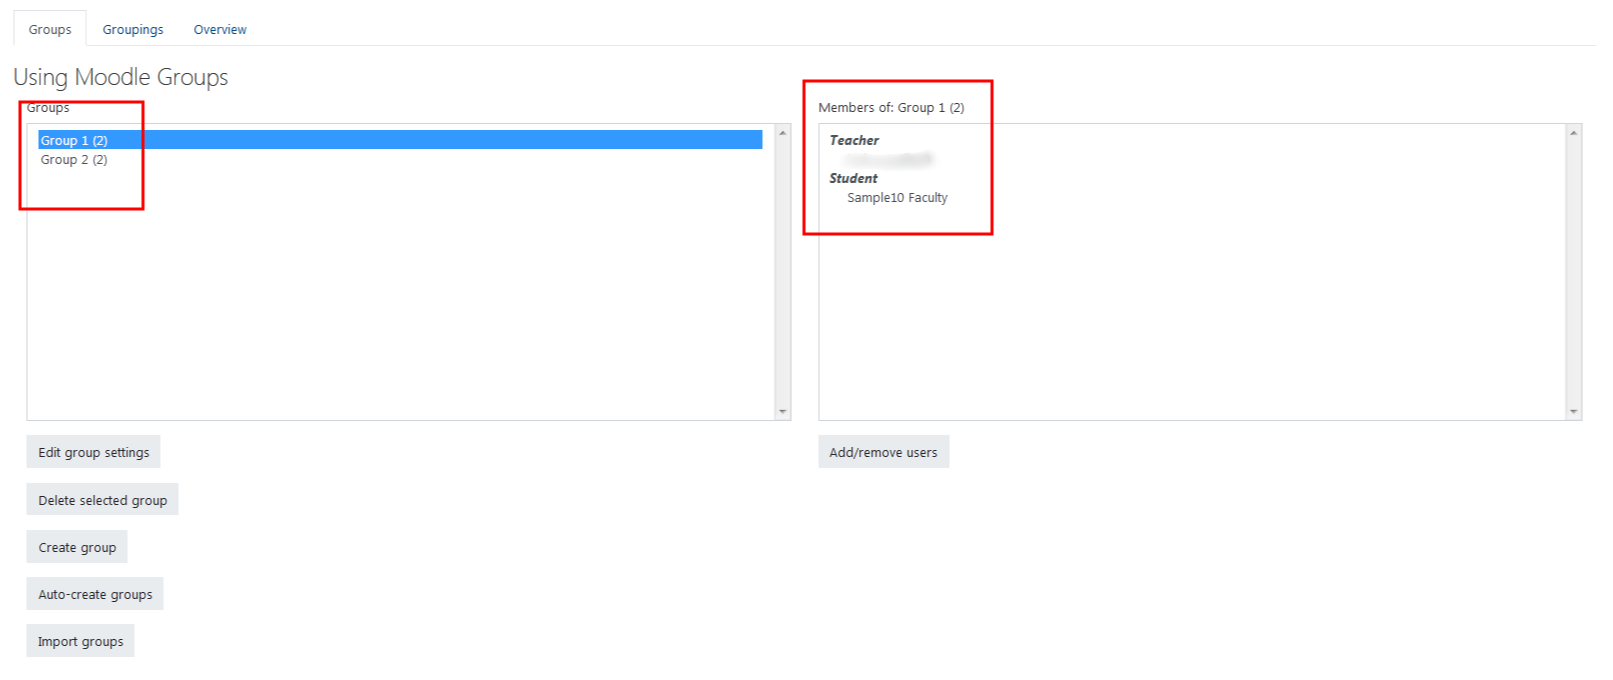 Groups Groupings Overview
Using Moodle Groups
Groups
Group 1 (2)
Group 2 (2)
Members of: Group 1 (2)
Teacher
Student
Sample10 Faculty
Edit group settings
Add/remove users
Delete selected group
Create group
Auto-create groups
Import groups